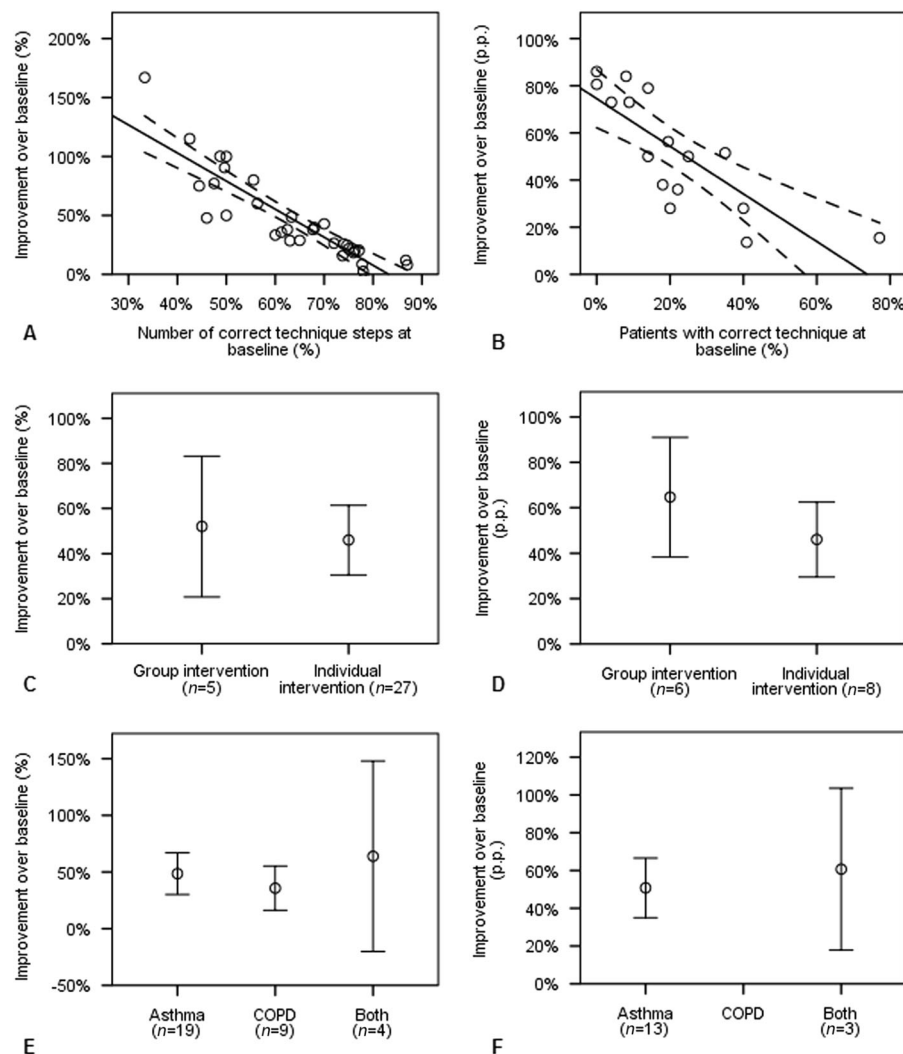 200%
150%
100%
50%
0%
Improvement over baseline (%)
30% 40% 50% 60% 70% 80% 90%
A
Number of correct technique steps at
baseline (%)
100%
80%
60%
40%
20%
0%
Improvement over baseline (p.p.)
0% 20% 40% 60% 80%
B
Patients with correct technique at
baseline (%)
100%
80%
60%
40%
20%
0%
Improvement over baseline (%)
Group intervention
(n=5)
Individual
intervention (n=27)
C
100%
80%
60%
40%
20%
0%
Improvement over baseline
(p.p.)
Group intervention
(n=6)
Individual
intervention (n=8)
D
150%
100%
50%
0%
-50%
Improvement over baseline (%)
Asthma
(n=19)
COPD
(n=9)
Both
(n=4)
E
120%
100%
80%
60%
40%
20%
0%
Improvement over baseline
(p.p.)
Asthma
(n=13)
COPD
Both
(n=3)
F